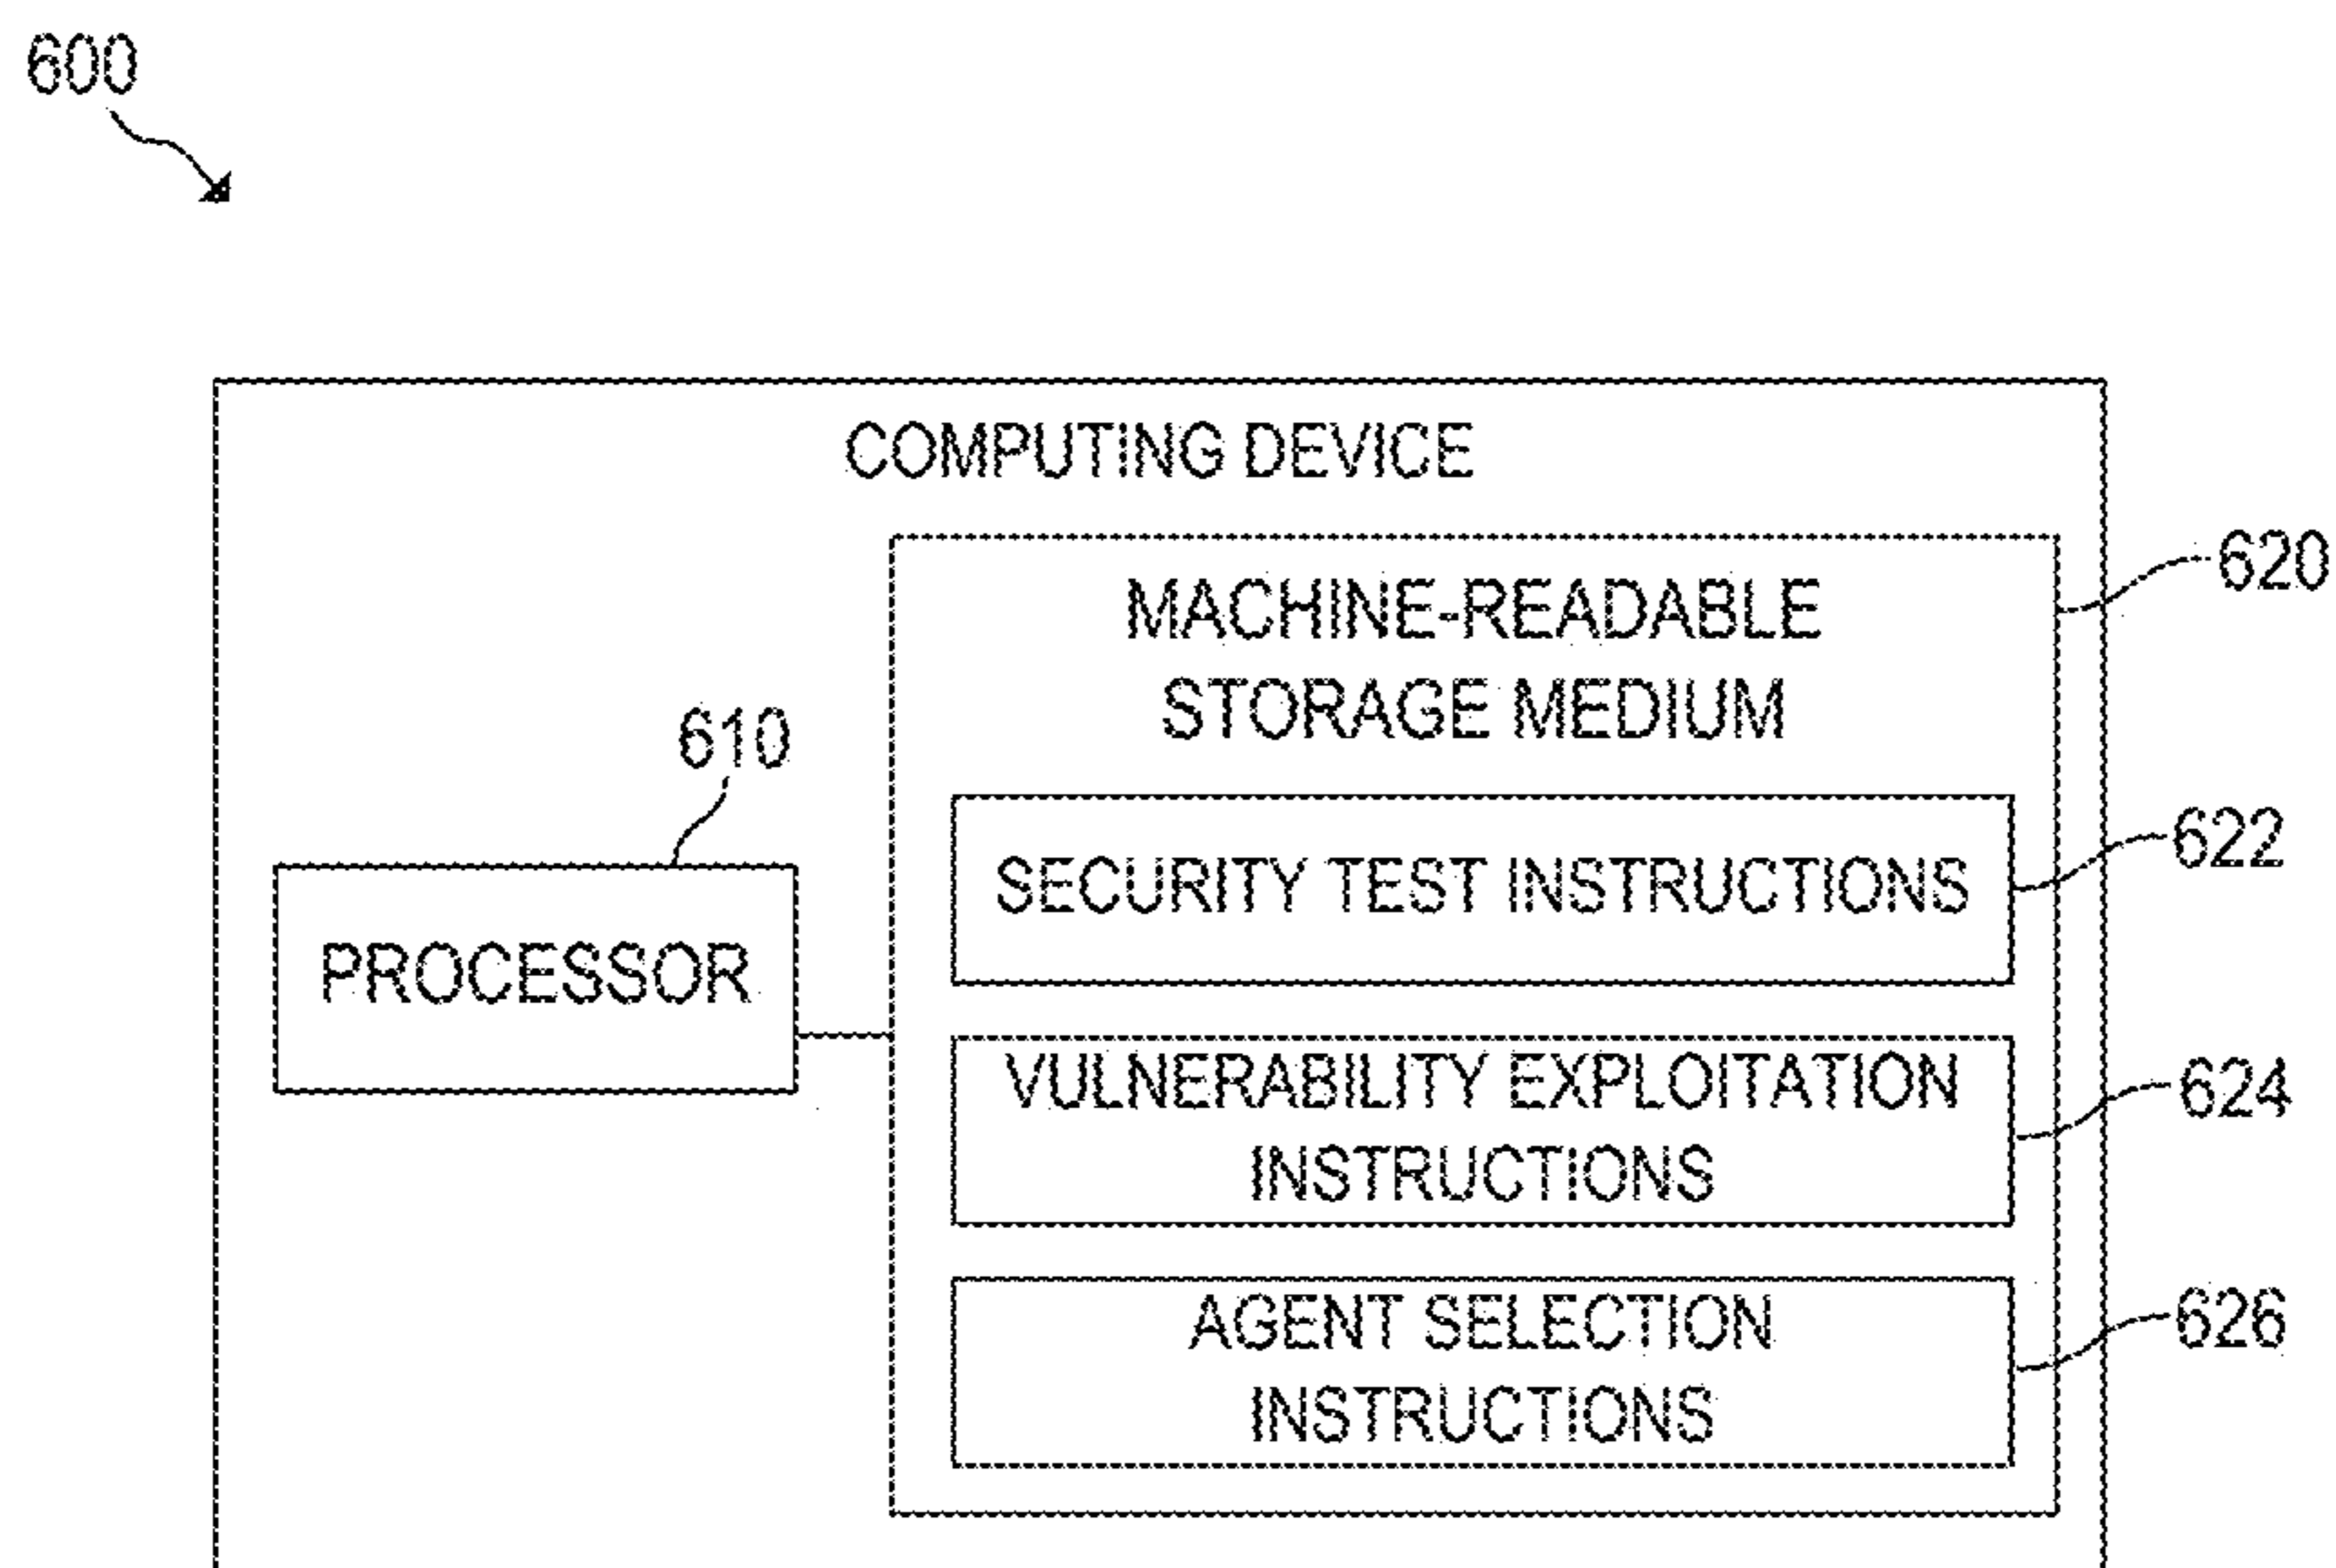 600
COMPUTING DEVICE
620
MACHINE-READABLE
STORAGE MEDIUM
610
622
SECURITY TEST INSTRUCTIONS
PROCESSOR
624
VULNERABILITY EXPLOITATION
INSTRUCTIONS
626
AGENT SELECTION
INSTRUCTIONS